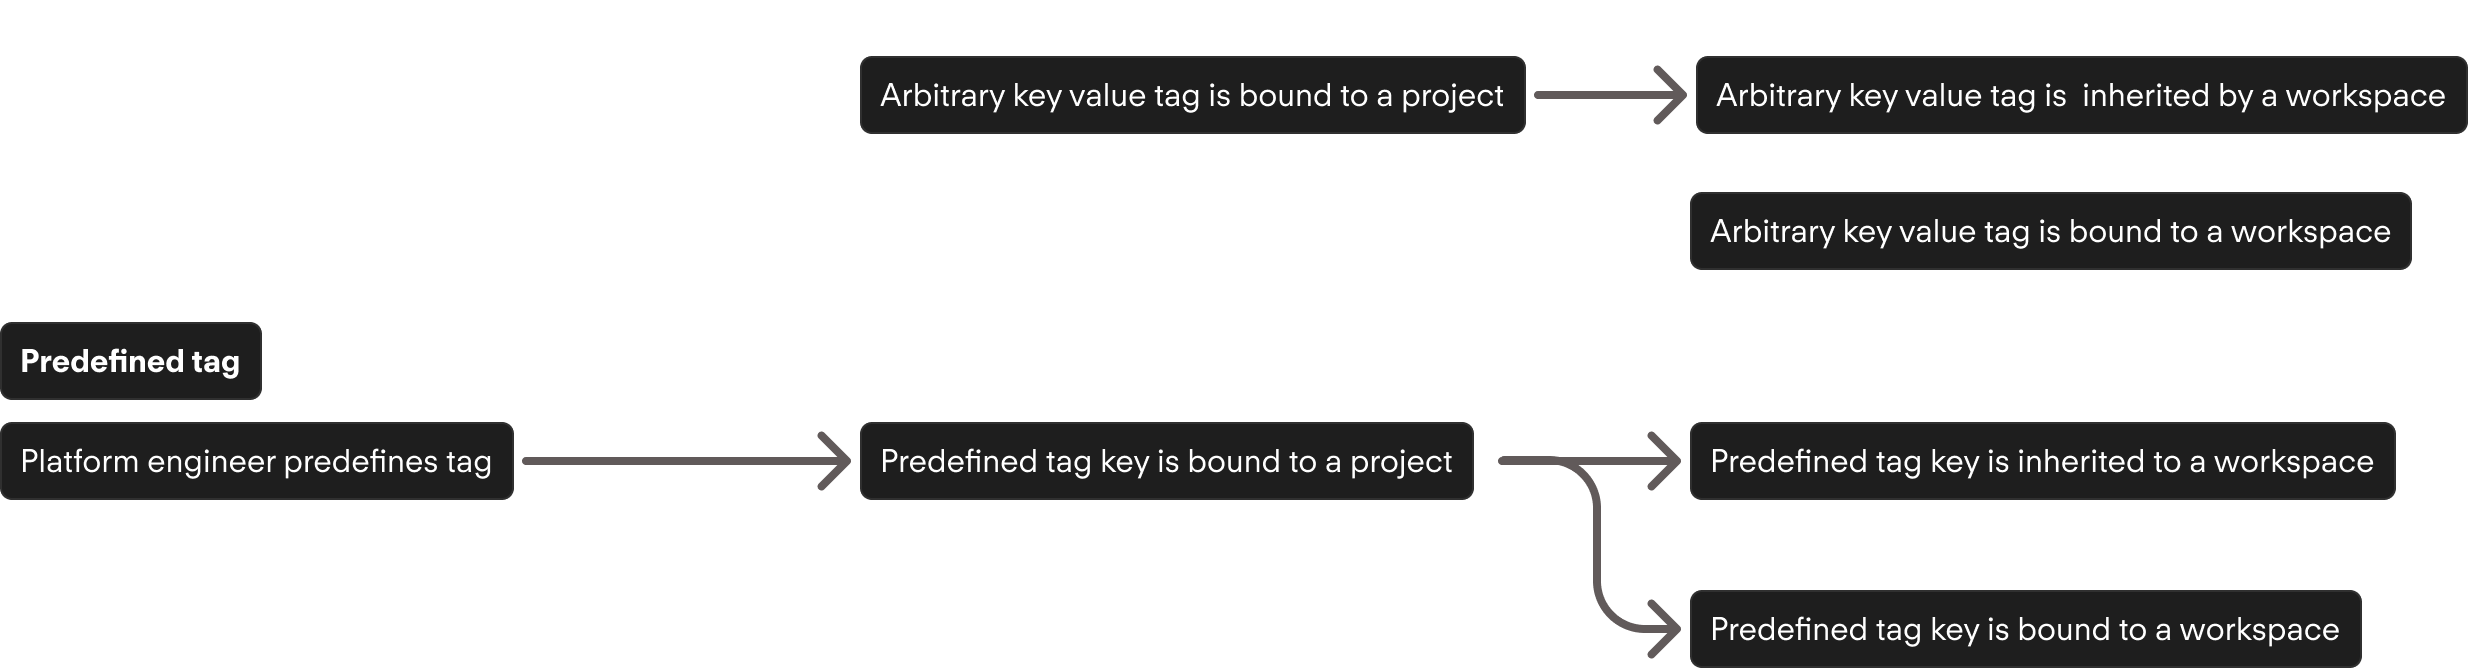 Arbitrary key value tag is bound to a project
Arbitrary key value tag is  inherited by a workspace
Arbitrary key value tag is bound to a workspace
Predefined tag
Platform engineer predefines tag
Predefined tag key is bound to a project
Predefined tag key is inherited to a workspace
Predefined tag key is bound to a workspace